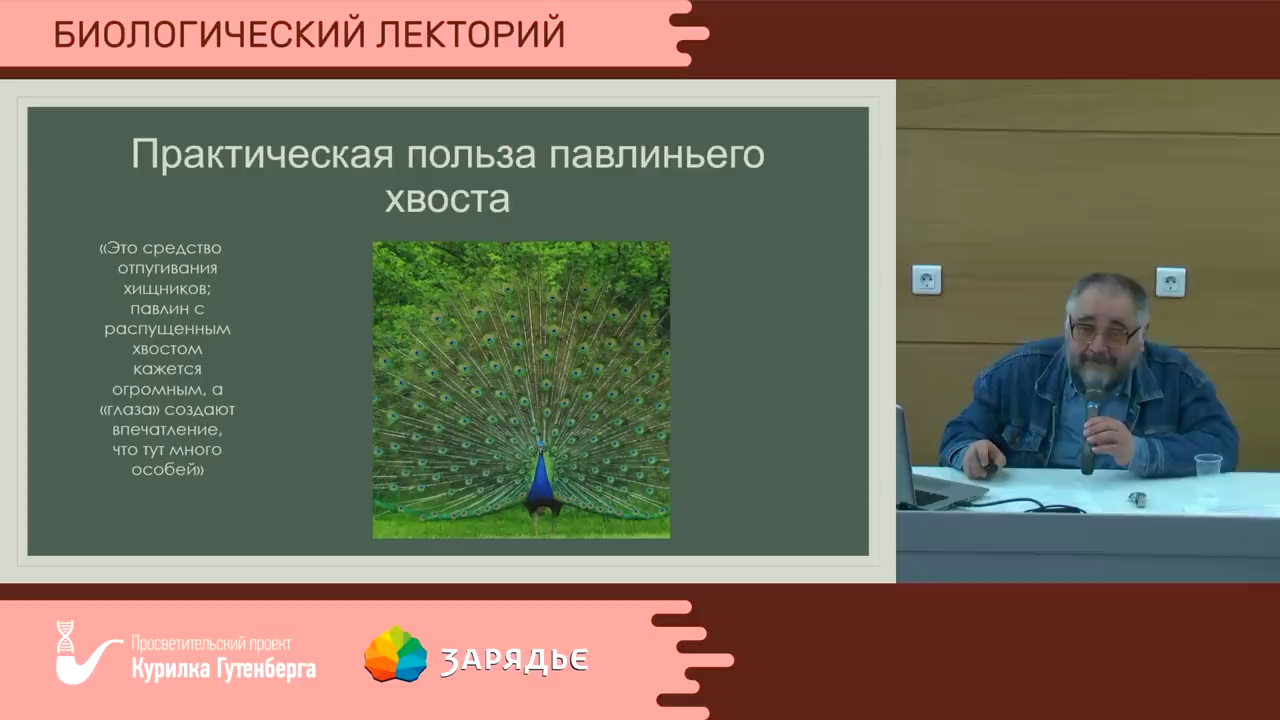 БИОЛОГИЧЕСКИЙ ЛЕКТОРИЙ
Практическая польза павлиньего
хвоста
«Это средство
отпугивания
хищников;
павлин с
распущенным
хвостом
кажется
огромным, а
«глаза» создают
впечатление,
что тут много
особей»
Просветительский проект
Курилка Гутенберга
ЗАРЯДЬЕ